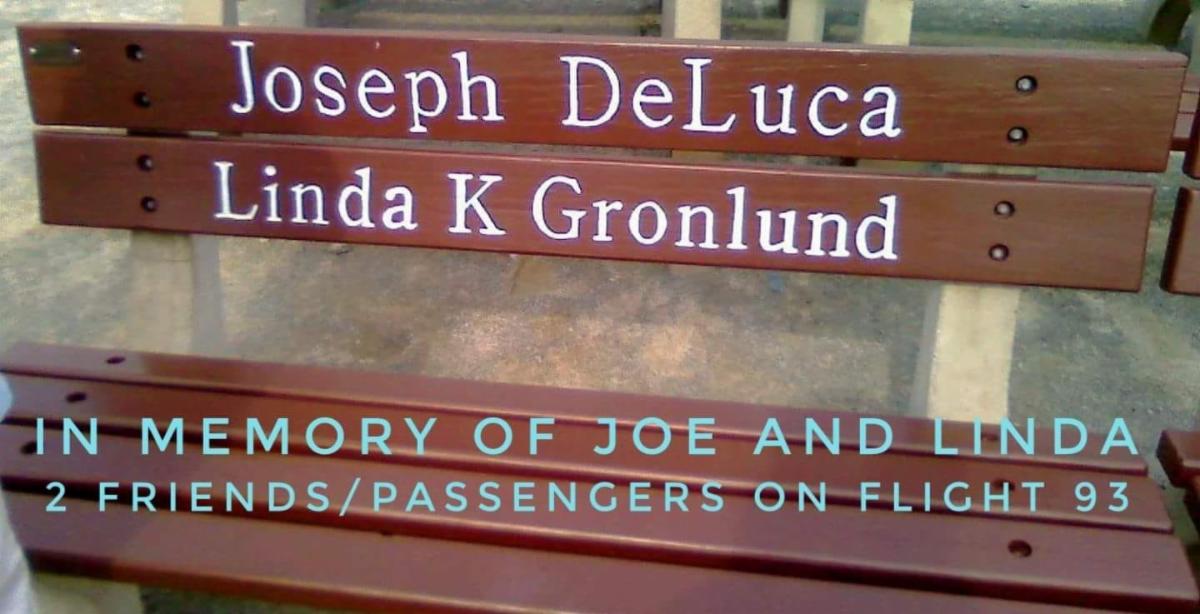 Joseph DeLuca
Linda K Gronlund
IN MEMORY OF JOE AND LINDA
2 FRIENDS/PASSENGERS ON FLIGHT 93